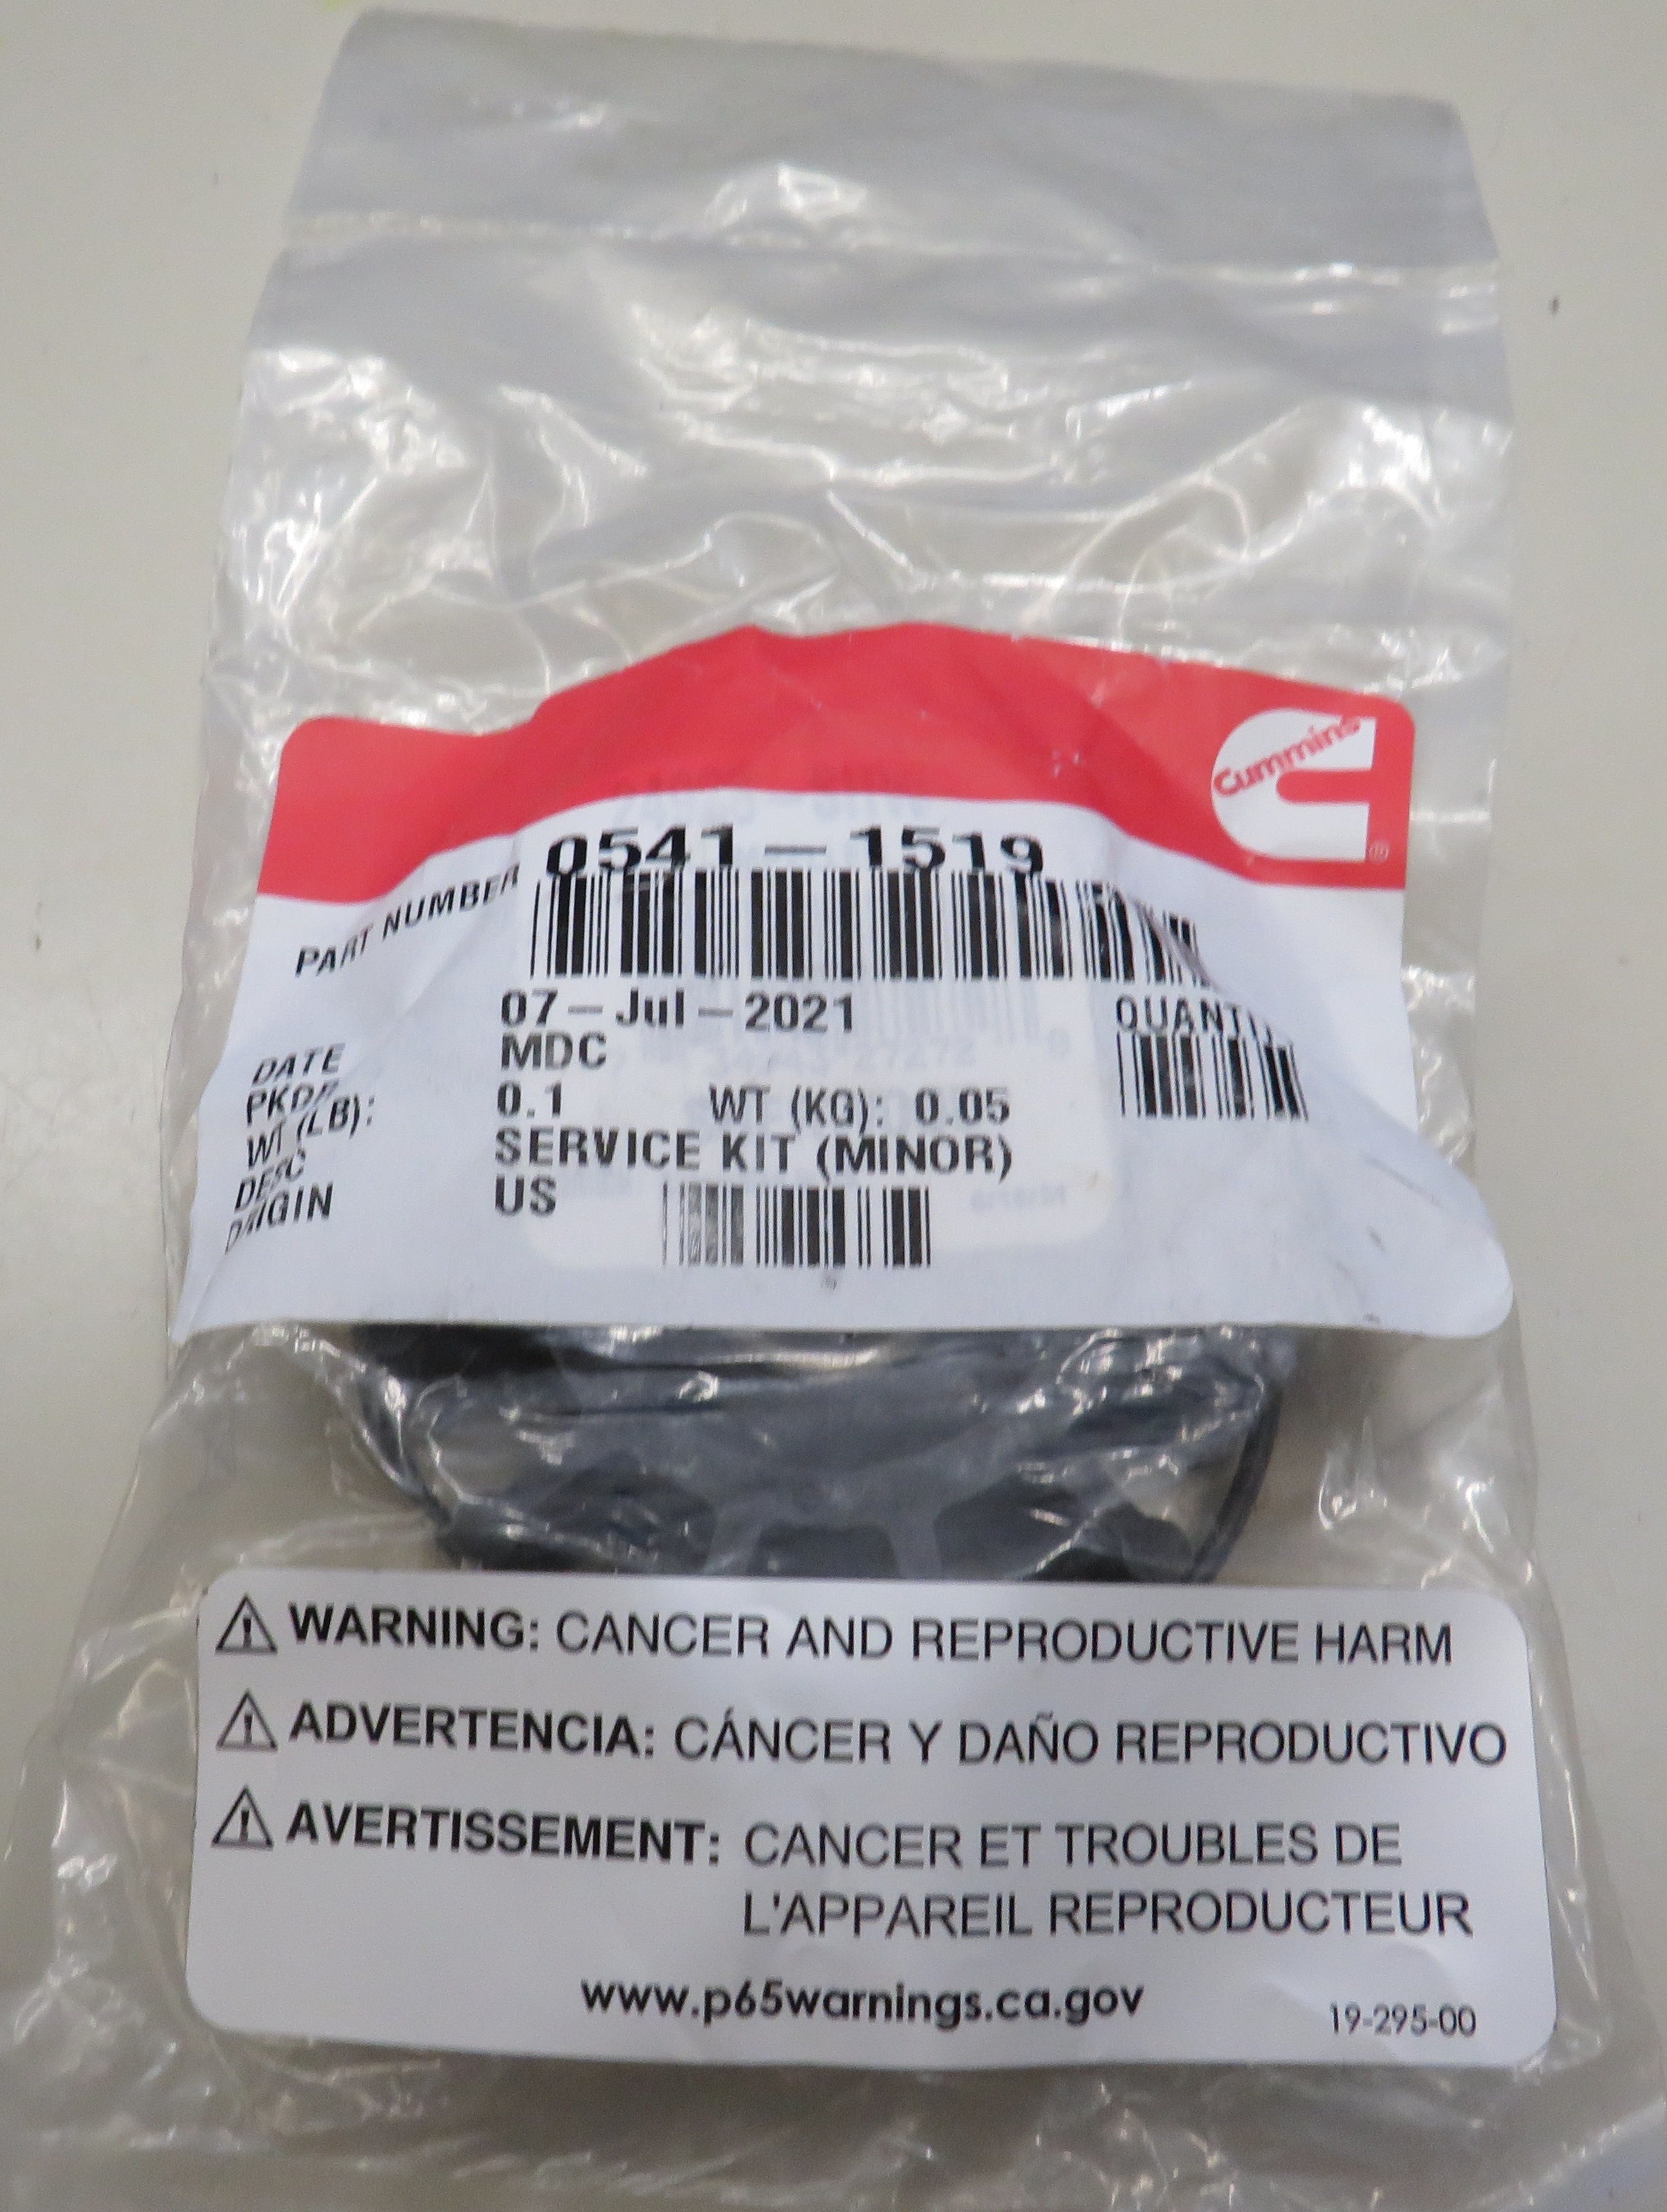 Cummins
®
PART NUMBER 0541-1519
DATE 07-Jul-2021
MDC
WT (LB): 0.1 WT (KG): 0.05
DESC SERVICE KIT (MINOR)
ORIGIN US
⚠ WARNING: CANCER AND REPRODUCTIVE HARM
⚠ ADVERTENCIA: CÁNCER Y DAÑO REPRODUCTIVO
⚠ AVERTISSEMENT: CANCER ET TROUBLES DE
L'APPAREIL REPRODUCTEUR
www.p65warnings.ca.gov
19-295-00